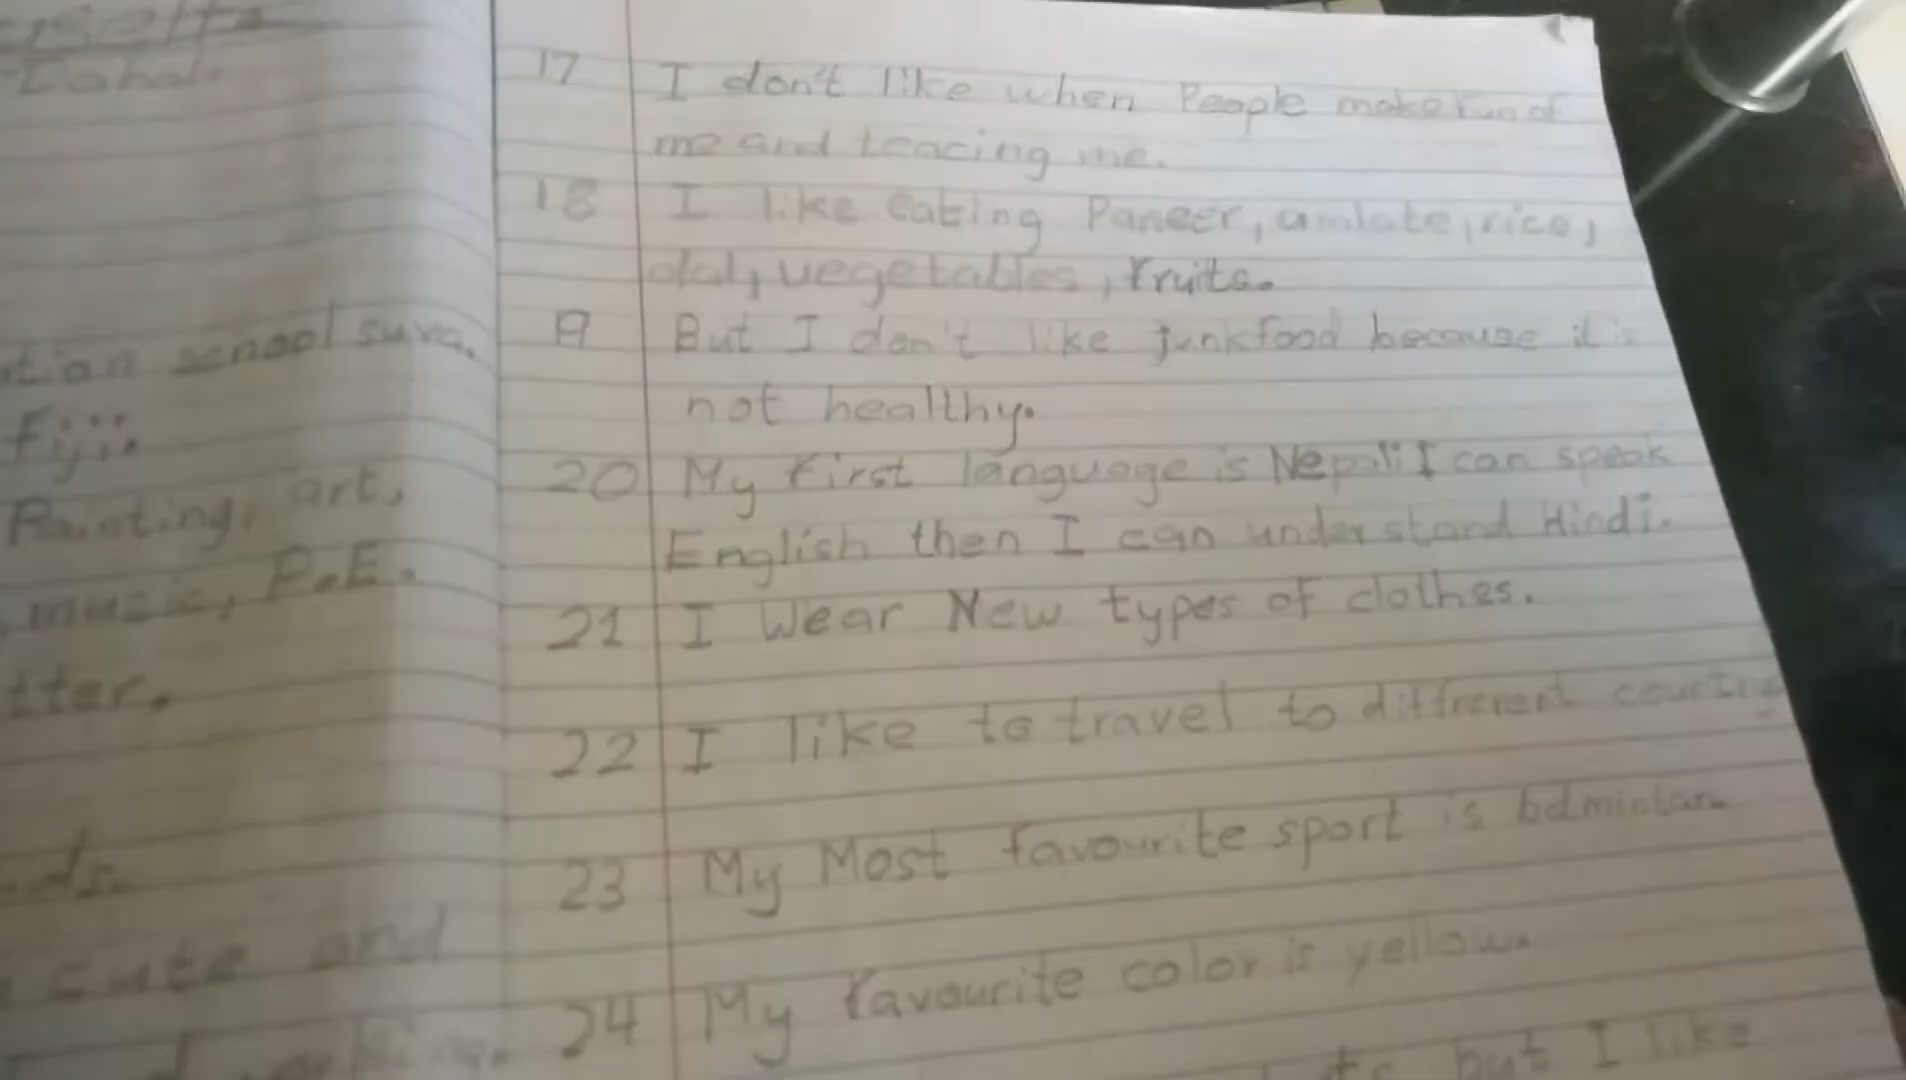 tion school suva,
Fiji.
Painting, art,
music, P.E.
tter.
ds.
cute and
17 I don't like when People make fun of
me and teacing me.
18 I like eating Paneer, amlate, rice,
dal, vegetables, fruits.
19 But I don't like junkfood because it is
not healthy.
20 My first language is Nepali I can speak
English then I can understand Hindi.
21 I Wear New types of clothes.
22 I like to travel to different
23 My Most favourite sport is bdmintan.
24 My favourite color is yellow.
but I like